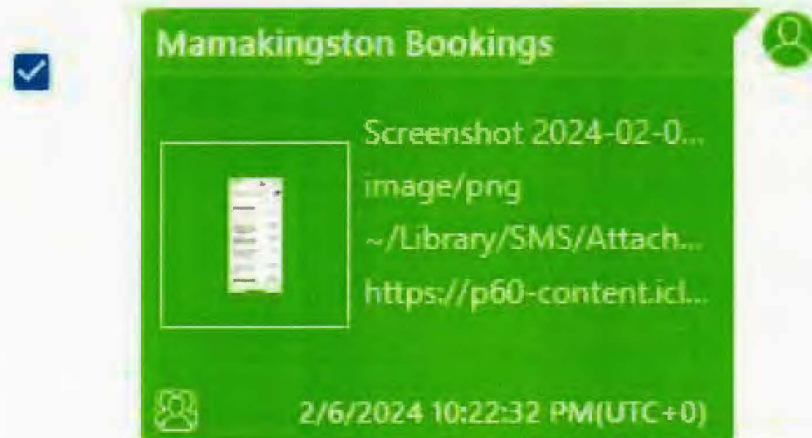 Mamakingston Bookings
Screenshot 2024-02-0...
image/png
~/Library/SMS/Attach...
https://p60-content.icl...
2/6/2024 10:22:32 PM(UTC+0)